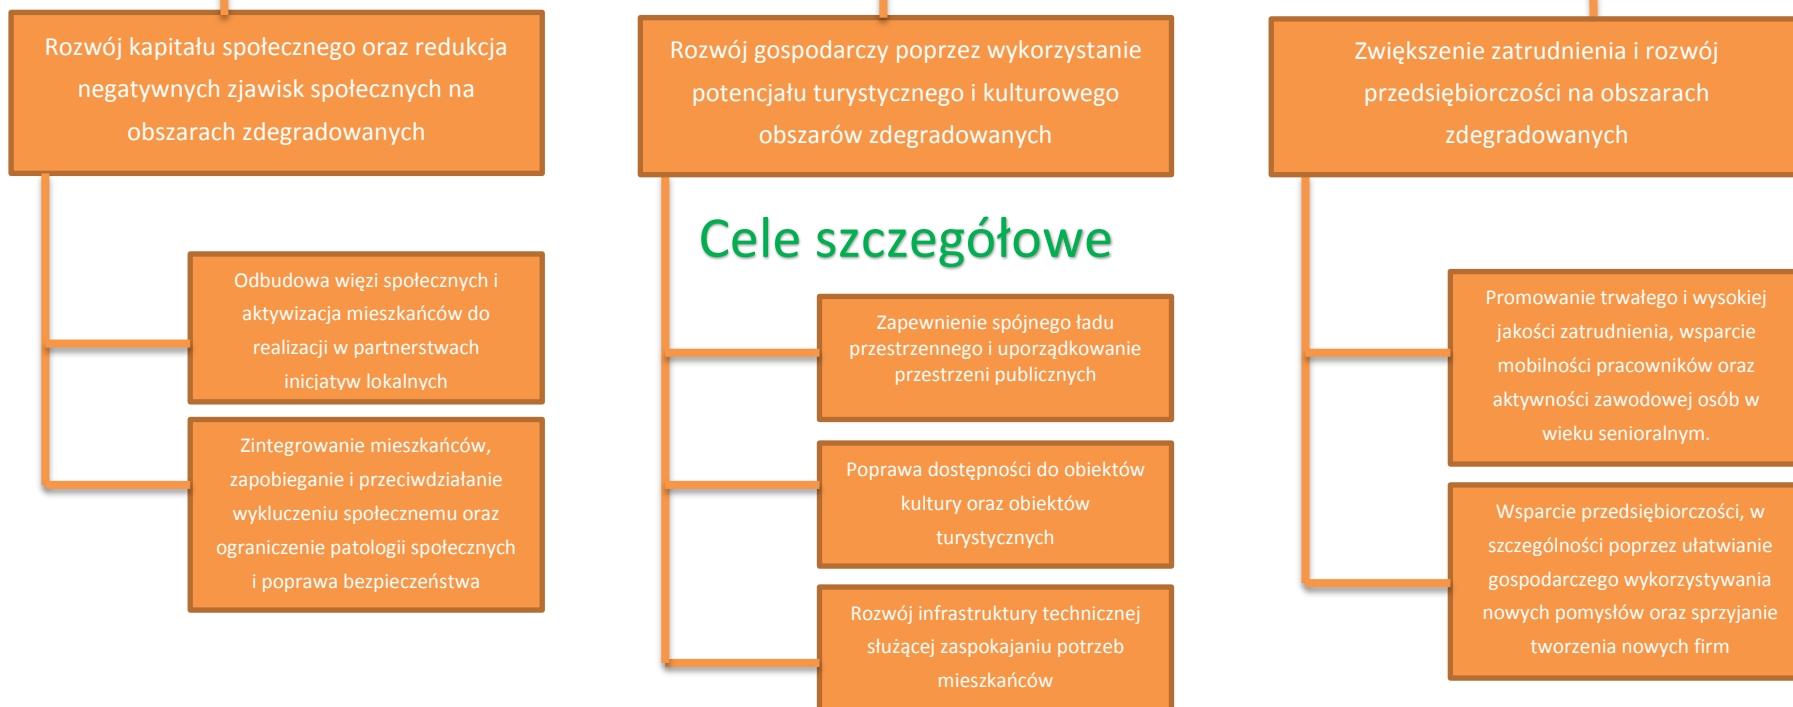 Rozwój kapitału społecznego oraz redukcja
negatywnych zjawisk społecznych na
obszarach zdegradowanych
Rozwój gospodarczy poprzez wykorzystanie
potencjału turystycznego i kulturowego
obszarów zdegradowanych
Zwiększenie zatrudnienia i rozwój
przedsiębiorczości na obszarach
zdegradowanych
Cele szczegółowe
Odbudowa więzi społecznych i
aktywizacja mieszkańców do
realizacji w partnerstwach
inicjatyw lokalnych
Zintegrowanie mieszkańców,
zapobieganie i przeciwdziałanie
wykluczeniu społecznemu oraz
ograniczenie patologii społecznych
i poprawa bezpieczeństwa
Zapewnienie spójnego ładu
przestrzennego i uporządkowanie
przestrzeni publicznych
Poprawa dostępności do obiektów
kultury oraz obiektów
turystycznych
Rozwój infrastruktury technicznej
służącej zaspokajaniu potrzeb
mieszkańców
Promowanie trwałego i wysokiej
jakości zatrudnienia, wsparcie
mobilności pracowników oraz
aktywności zawodowej osób w
wieku senioralnym.
Wsparcie przedsiębiorczości, w
szczególności poprzez ułatwianie
gospodarczego wykorzystywania
nowych pomysłów oraz sprzyjanie
tworzenia nowych firm